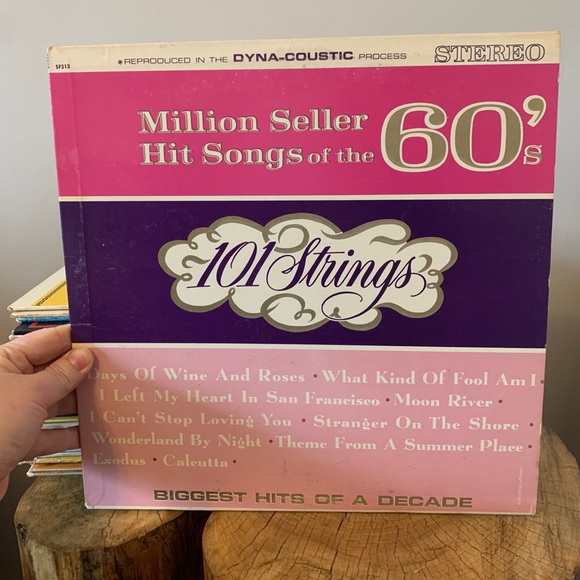 *REPRODUCED IN THE DYNA-COUSTIC PROCESS STEREO
SF213
Million Seller
Hit Songs of the 60's
101 Strings
Days Of Wine And Roses • What Kind Of Fool Am I •
I Left My Heart In San Francisco • Moon River •
I Can't Stop Loving You • Stranger On The Shore •
Wonderland By Night • Theme From A Summer Place •
Exodus • Calcutta •
BIGGEST HITS OF A DECADE